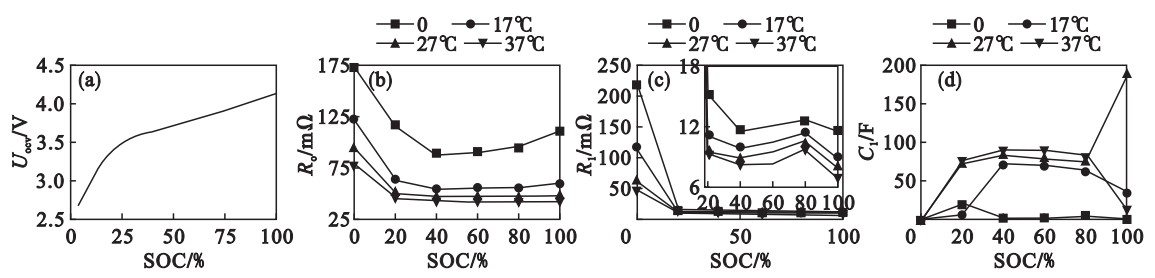 0 17℃
27℃ 37℃
0 17℃
27℃ 37℃
0 17℃
27℃ 37℃
(a)
4.5
4.0
3.5
3.0
2.5
0 25 50 75 100
U_ocv/V
SOC/%
(b)
175
125
75
25
0 20 40 60 80 100
R_o/mΩ
SOC/%
(c)
250
200
150
100
50
0 50 100
R_1/mΩ
SOC/%
18
12
6
20 40 60 80 100
(d)
200
150
100
50
0 20 40 60 80 100
C_1/F
SOC/%